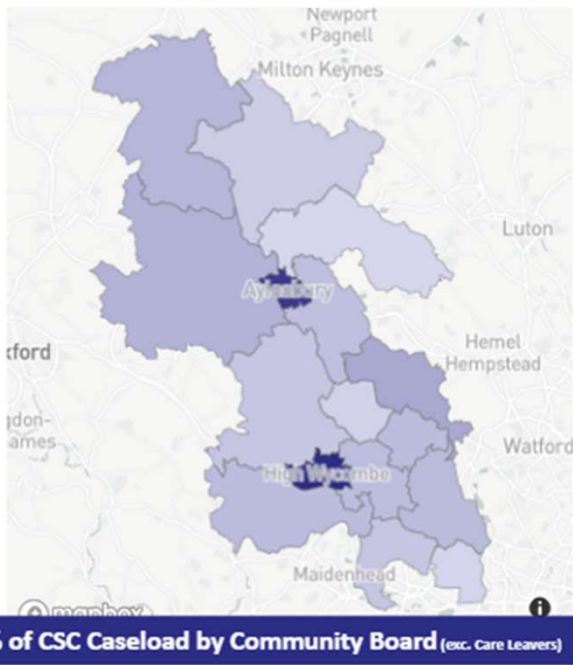 Newport
Pagnell
Milton Keynes
Luton
Aylesbury
xford
Hemel
Hempstead
gdon-
ames
Watford
High Wycombe
Maidenhead
mapbox
i
of CSC Caseload by Community Board (exc. Care Leavers)